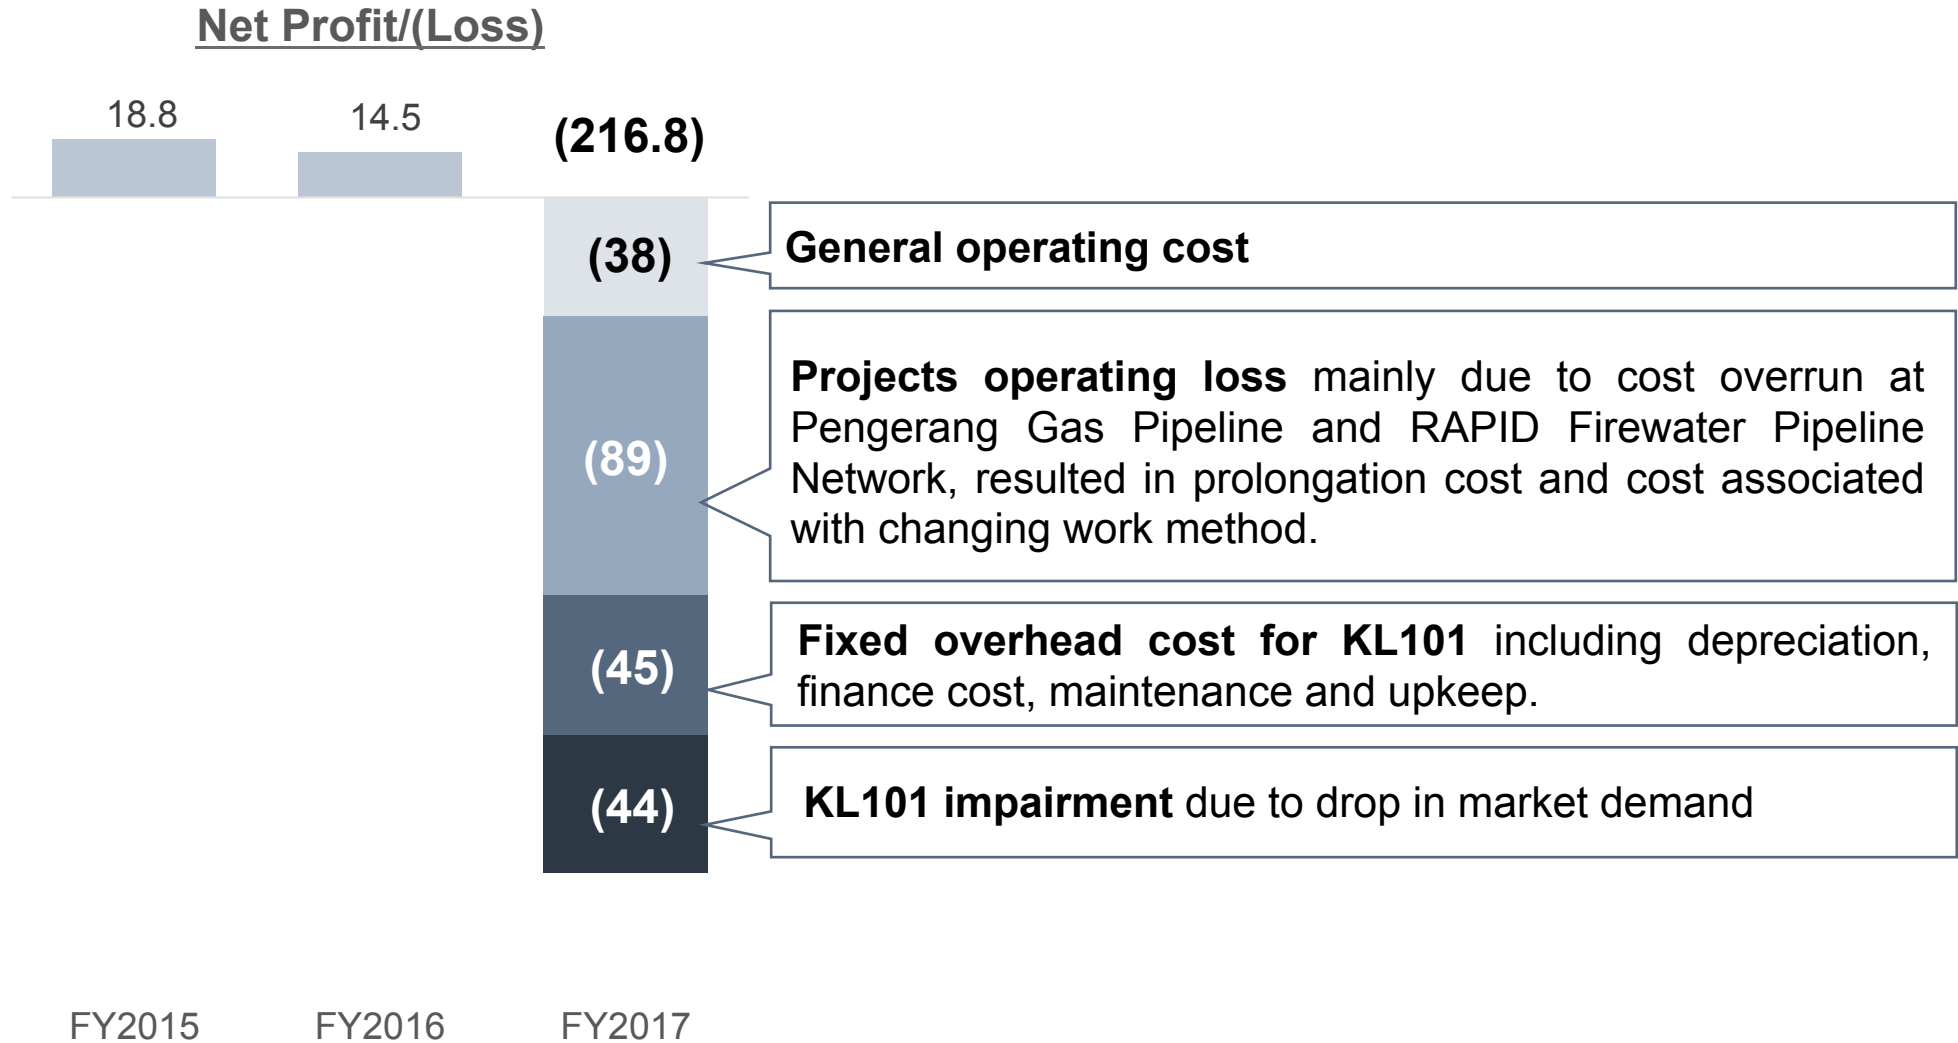 Net Profit/(Loss)
18.8
14.5
(216.8)
(38)
General operating cost
(89)
Projects operating loss mainly due to cost overrun at
Pengerang Gas Pipeline and RAPID Firewater Pipeline
Network, resulted in prolongation cost and cost associated
with changing work method.
(45)
Fixed overhead cost for KL101 including depreciation,
finance cost, maintenance and upkeep.
(44)
KL101 impairment due to drop in market demand
FY2015
FY2016
FY2017